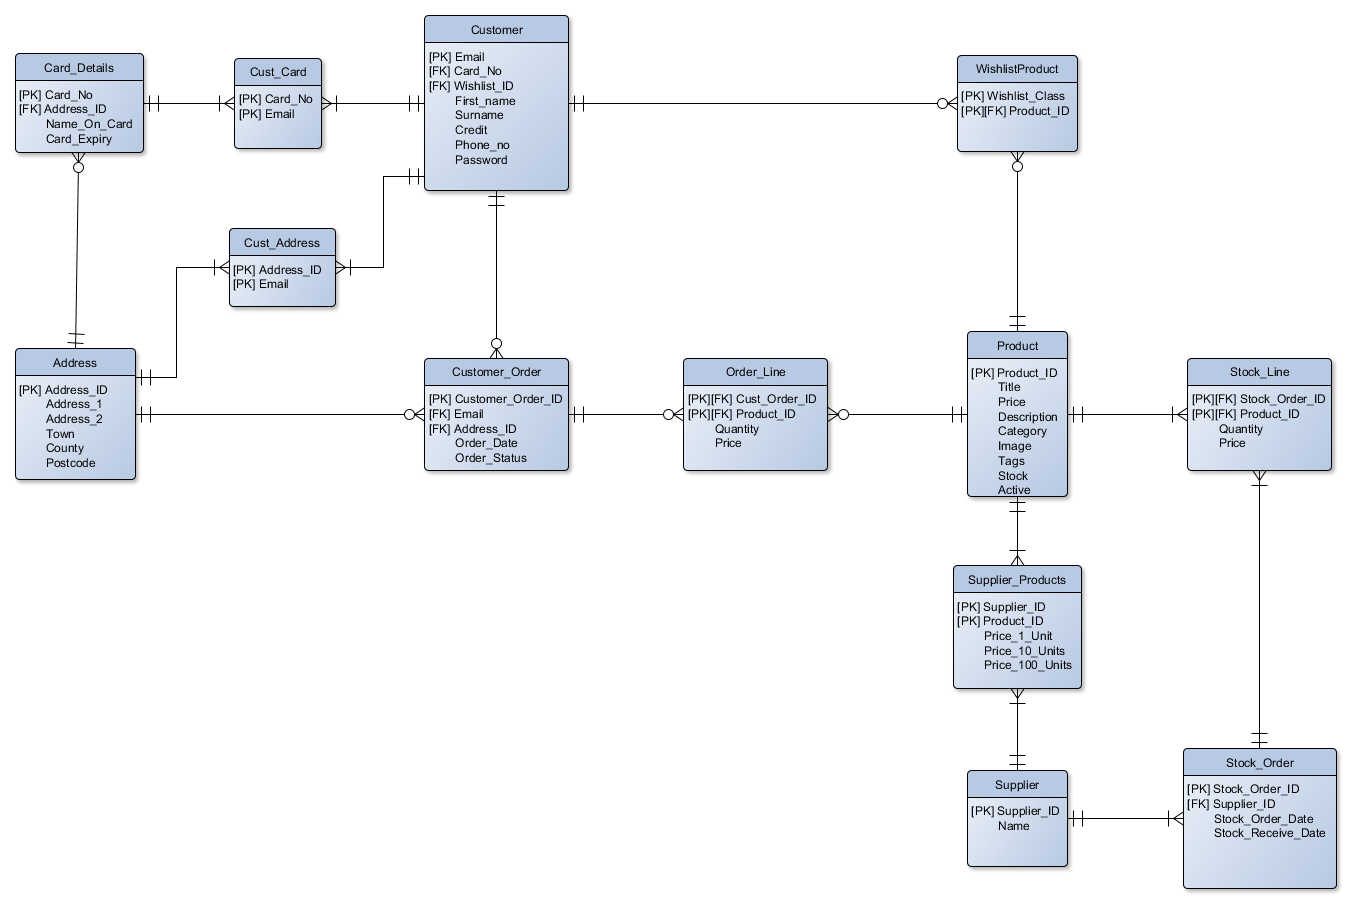 Card_Details
[PK] Card_No
[FK] Address_ID
Name_On_Card
Card_Expiry
Cust_Card
[PK] Card_No
[PK] Email
Customer
[PK] Email
[FK] Card_No
[FK] Wishlist_ID
First_name
Surname
Credit
Phone_no
Password
WishlistProduct
[PK] Wishlist_Class
[PK][FK] Product_ID
Cust_Address
[PK] Address_ID
[PK] Email
Address
[PK] Address_ID
Address_1
Address_2
Town
County
Postcode
Customer_Order
[PK] Customer_Order_ID
[FK] Email
[FK] Address_ID
Order_Date
Order_Status
Order_Line
[PK][FK] Cust_Order_ID
[PK][FK] Product_ID
Quantity
Price
Product
[PK] Product_ID
Title
Price
Description
Category
Image
Tags
Stock
Active
Stock_Line
[PK][FK] Stock_Order_ID
[PK][FK] Product_ID
Quantity
Price
Supplier_Products
[PK] Supplier_ID
[PK] Product_ID
Price_1_Unit
Price_10_Units
Price_100_Units
Supplier
[PK] Supplier_ID
Name
Stock_Order
[PK] Stock_Order_ID
[FK] Supplier_ID
Stock_Order_Date
Stock_Receive_Date